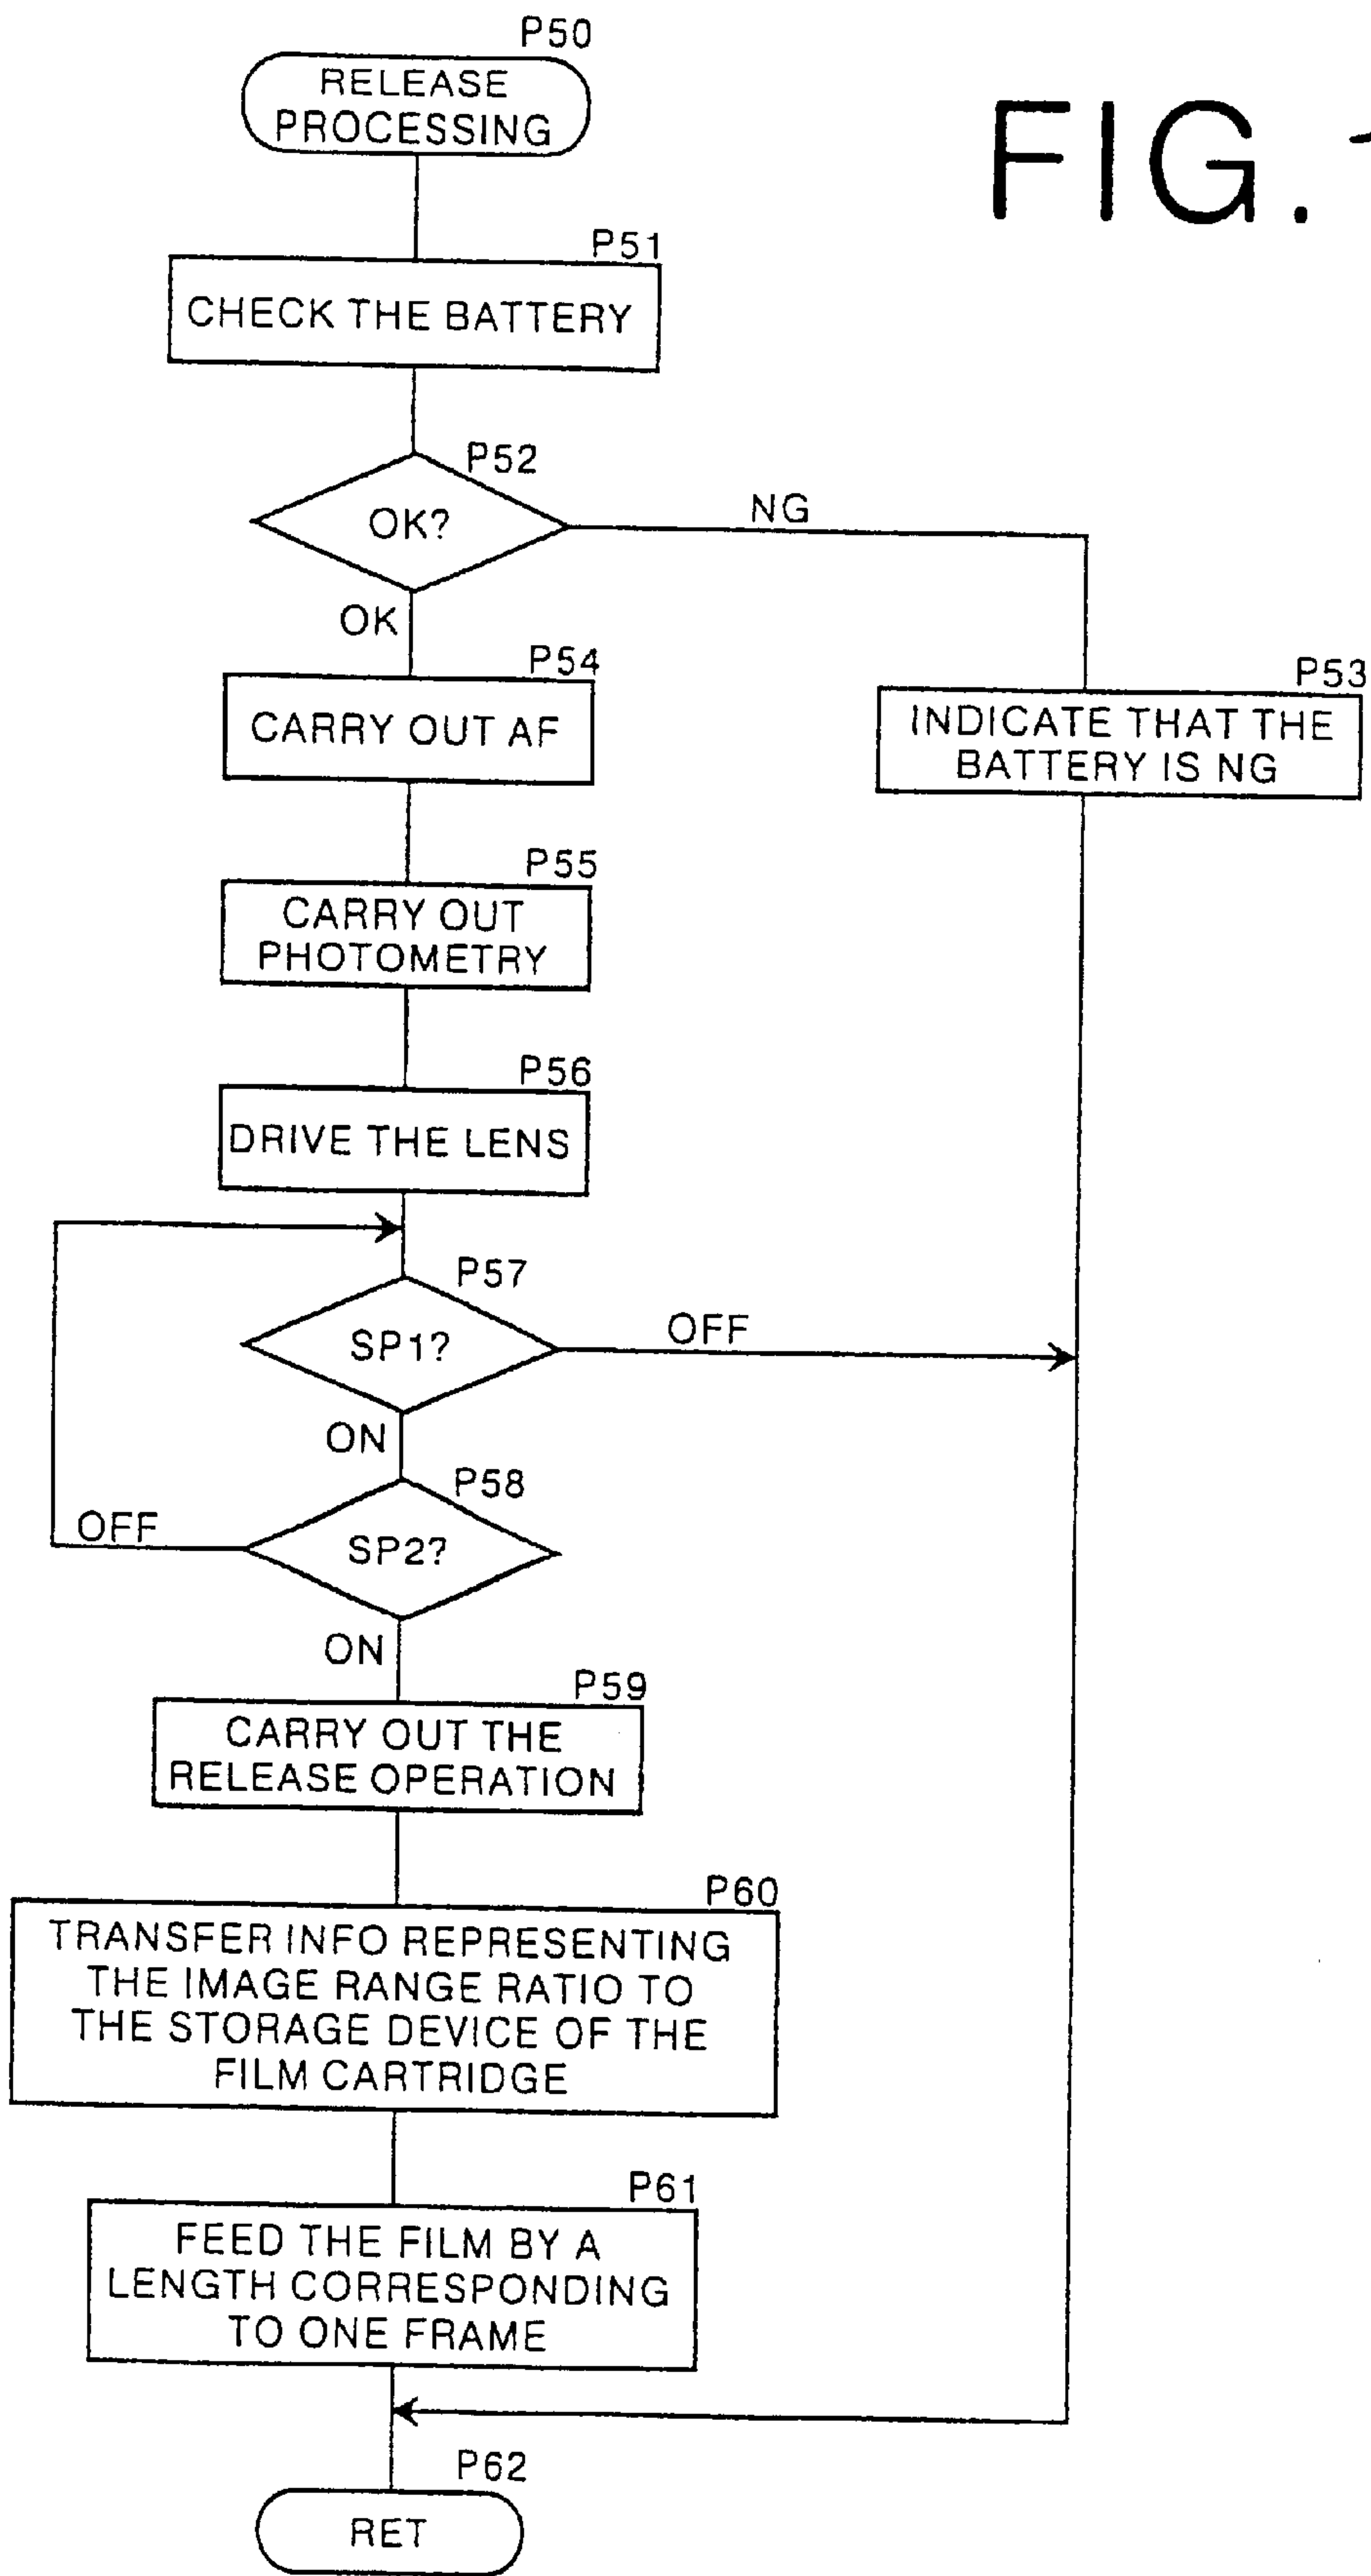 P50
RELEASE
PROCESSING
FIG.
P51
CHECK THE BATTERY
P52
OK?
NG
OK
P54
CARRY OUT AF
P53
INDICATE THAT THE
BATTERY IS NG
P55
CARRY OUT
PHOTOMETRY
P56
DRIVE THE LENS
P57
SP1?
OFF
ON
P58
SP2?
OFF
ON
P59
CARRY OUT THE
RELEASE OPERATION
P60
TRANSFER INFO REPRESENTING
THE IMAGE RANGE RATIO TO
THE STORAGE DEVICE OF THE
FILM CARTRIDGE
P61
FEED THE FILM BY A
LENGTH CORRESPONDING
TO ONE FRAME
P62
RET